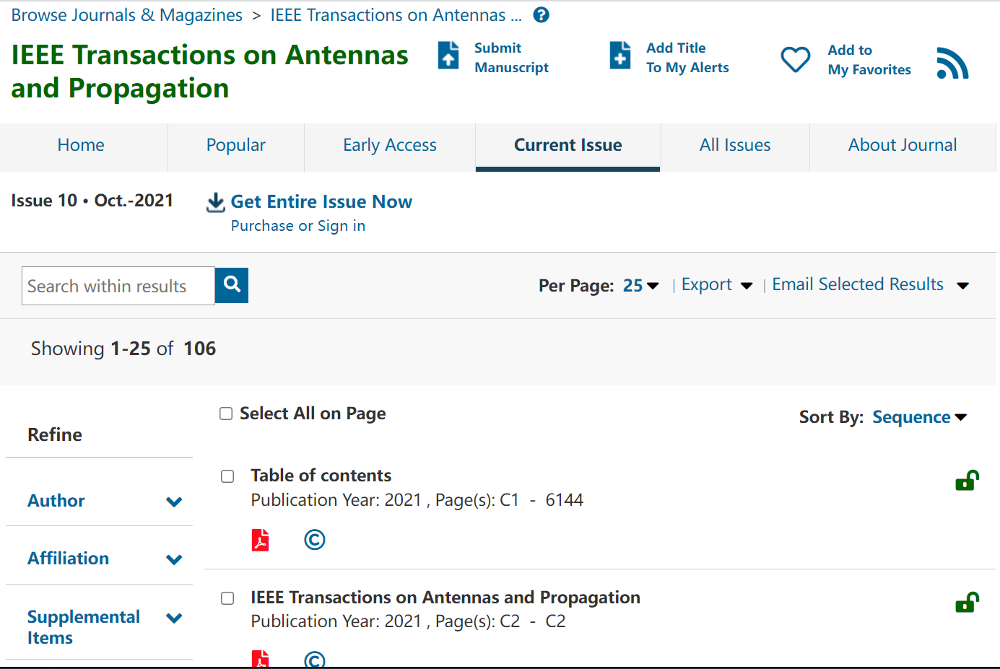 Browse Journals & Magazines > IEEE Transactions on Antennas ... ?
IEEE Transactions on Antennas
and Propagation
Submit
Manuscript
Add Title
To My Alerts
Add to
My Favorites
Home Popular Early Access Current Issue All Issues About Journal
Issue 10 • Oct.-2021
Get Entire Issue Now
Purchase or Sign in
Search within results
Per Page: 25 | Export | Email Selected Results
Showing 1-25 of 106
Select All on Page
Sort By: Sequence
Refine
Author
Affiliation
Supplemental
Items
Table of contents
Publication Year: 2021 , Page(s): C1 - 6144
©
IEEE Transactions on Antennas and Propagation
Publication Year: 2021 , Page(s): C2 - C2
©